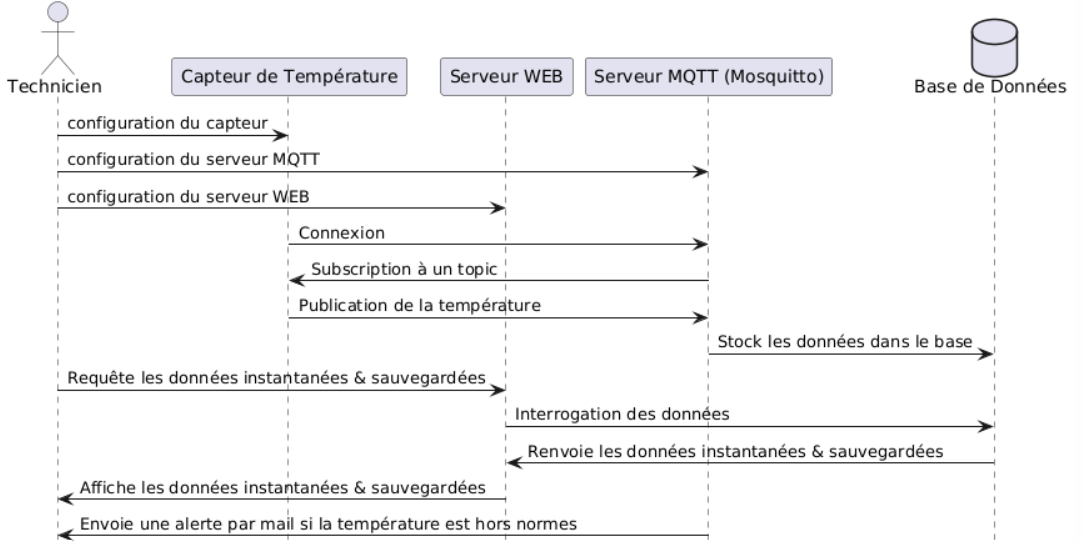 Technicien
Capteur de Température
Serveur WEB
Serveur MQTT (Mosquitto)
Base de Données
configuration du capteur
configuration du serveur MQTT
configuration du serveur WEB
Connexion
Subscription à un topic
Publication de la température
Stock les données dans le base
Requête les données instantanées & sauvegardées
Interrogation des données
Renvoie les données instantanées & sauvegardées
Affiche les données instantanées & sauvegardées
Envoie une alerte par mail si la température est hors normes